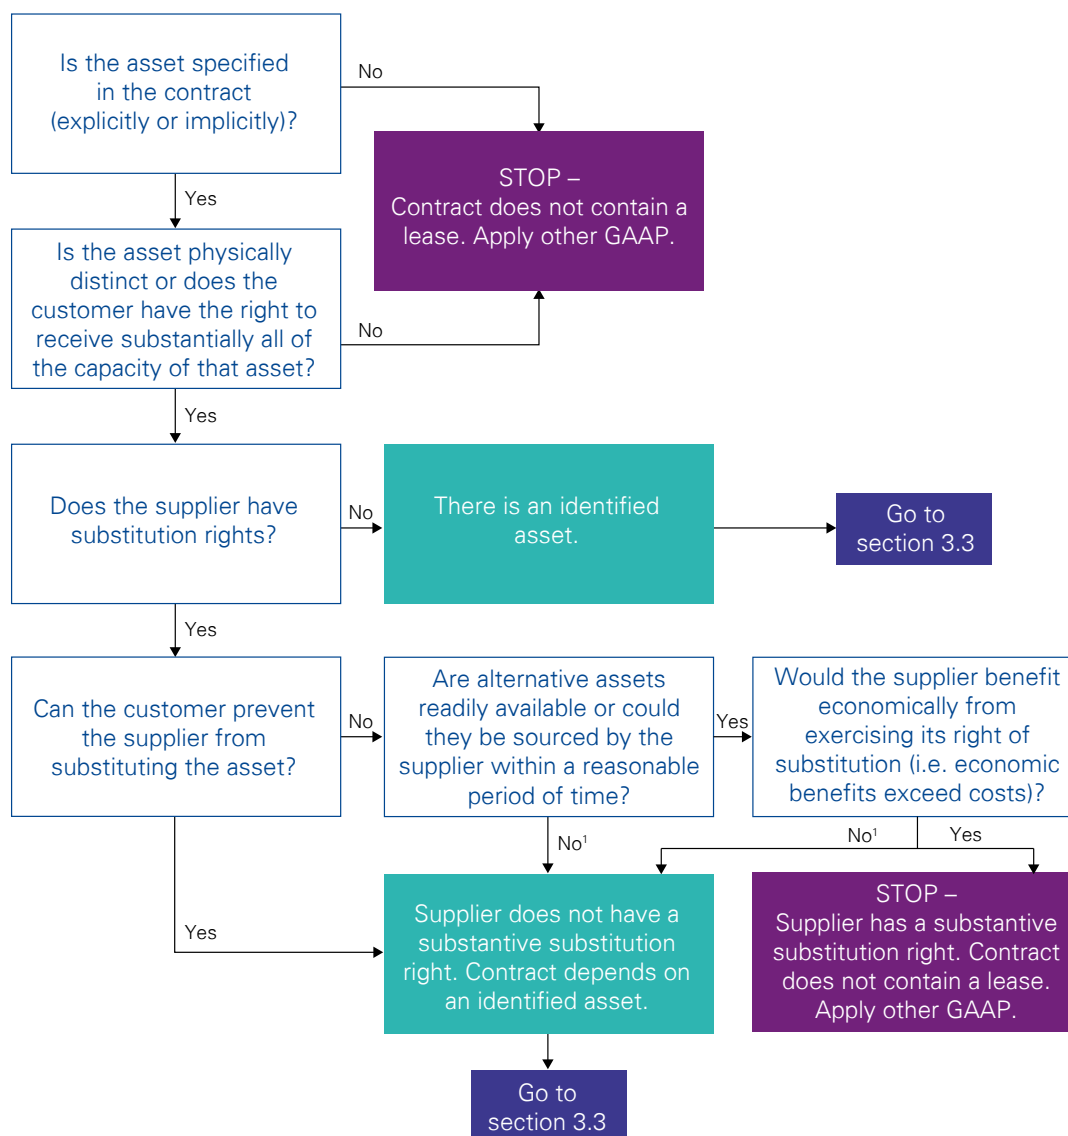 Is the asset specified
in the contract
(explicitly or implicitly)?
No
STOP –
Contract does not contain a
lease. Apply other GAAP.
Yes
Is the asset physically
distinct or does the
customer have the right to
receive substantially all of
the capacity of that asset?
No
Yes
Does the supplier have
substitution rights?
No
There is an identified
asset.
Go to
section 3.3
Yes
Can the customer prevent
the supplier from
substituting the asset?
No
Are alternative assets
readily available or could
they be sourced by the
supplier within a reasonable
period of time?
Yes
Would the supplier benefit
economically from
exercising its right of
substitution (i.e. economic
benefits exceed costs)?
No¹
No¹
Yes
Yes
Supplier does not have a
substantive substitution
right. Contract depends on
an identified asset.
STOP –
Supplier has a substantive
substitution right. Contract
does not contain a lease.
Apply other GAAP.
Go to
section 3.3